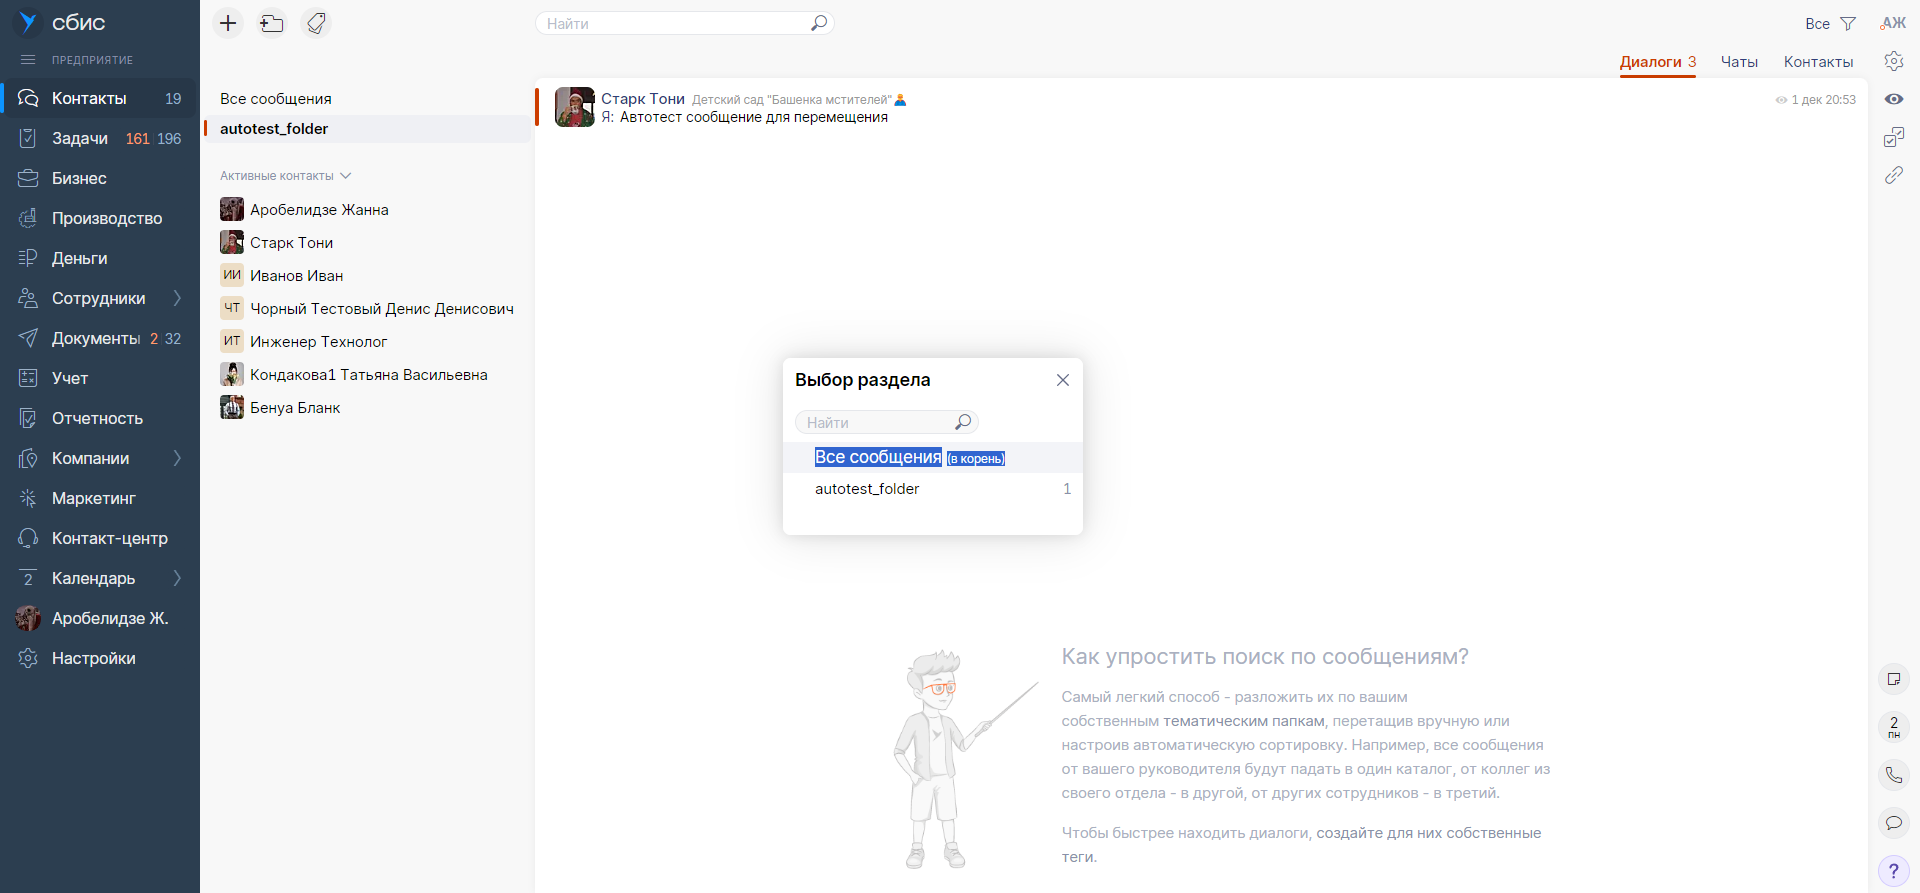 сбис
ПРЕДПРИЯТИЕ
Контакты 19
Задачи 161 196
Бизнес
Производство
Деньги
Сотрудники
Документы 2 32
Учет
Отчетность
Компании
Маркетинг
Контакт-центр
2 Календарь
Аробелидзе Ж.
Настройки
Найти
Все
АЖ
Диалоги 3 Чаты Контакты
Все сообщения
autotest_folder
Активные контакты
Аробелидзе Жанна
Старк Тони
ИИ Иванов Иван
ЧТ Чорный Тестовый Денис Денисович
ИТ Инженер Технолог
Кондакова1 Татьяна Васильевна
Бенуа Бланк
Старк Тони Детский сад "Башенка мстителей" 1 дек 20:53
Я: Автотест сообщение для перемещения
Выбор раздела
Найти
Все сообщения (в корень)
autotest_folder 1
Как упростить поиск по сообщениям?
Самый легкий способ - разложить их по вашим
собственным тематическим папкам, перетащив вручную или
настроив автоматическую сортировку. Например, все сообщения
от вашего руководителя будут падать в один каталог, от коллег из
своего отдела - в другой, от других сотрудников - в третий.
Чтобы быстрее находить диалоги, создайте для них собственные
теги.
2
ПН
?